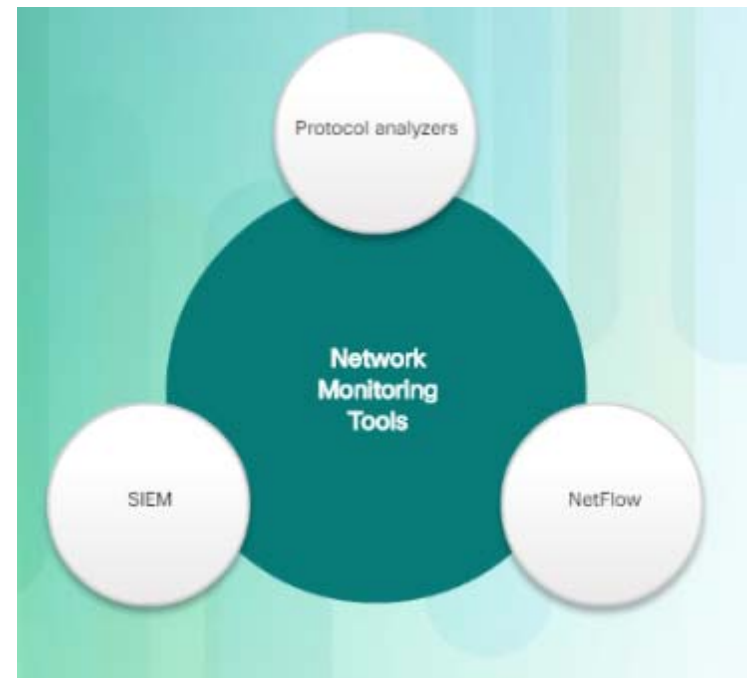 Protocol analyzers
Network
Monitoring
Tools
SIEM
NetFlow